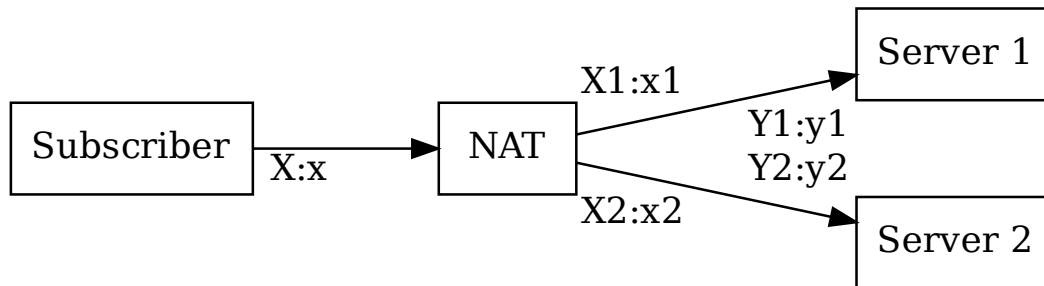 Server 1
X1:x1
Subscriber
NAT
Y1:y1
X:x
Y2:y2
X2:x2
Server 2